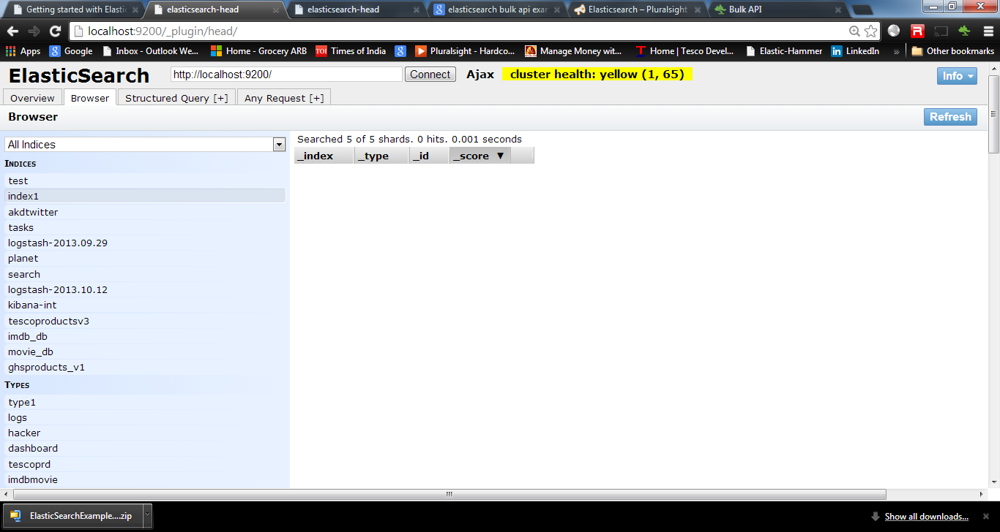 Getting started with Elastic
elasticsearch-head
elasticsearch-head
elasticsearch bulk api exar
Elasticsearch – Pluralsight
Bulk API
localhost:9200/_plugin/head/
Apps Google Inbox - Outlook We... Home - Grocery ARB TOI Times of India Pluralsight - Hardco... Manage Money wit... Home | Tesco Devel... Elastic-Hammer LinkedIn » Other bookmarks
ElasticSearch http://localhost:9200/ Connect Ajax cluster health: yellow (1, 65) Info
Overview Browser Structured Query [+] Any Request [+]
Browser Refresh
All Indices
INDICES
test
index1
akdtwitter
tasks
logstash-2013.09.29
planet
search
logstash-2013.10.12
kibana-int
tescoproductsv3
imdb_db
movie_db
ghsproducts_v1
TYPES
type1
logs
hacker
dashboard
tescoprd
imdbmovie
Searched 5 of 5 shards. 0 hits. 0.001 seconds
_index _type _id _score ▼
ElasticSearchExample....zip Show all downloads...